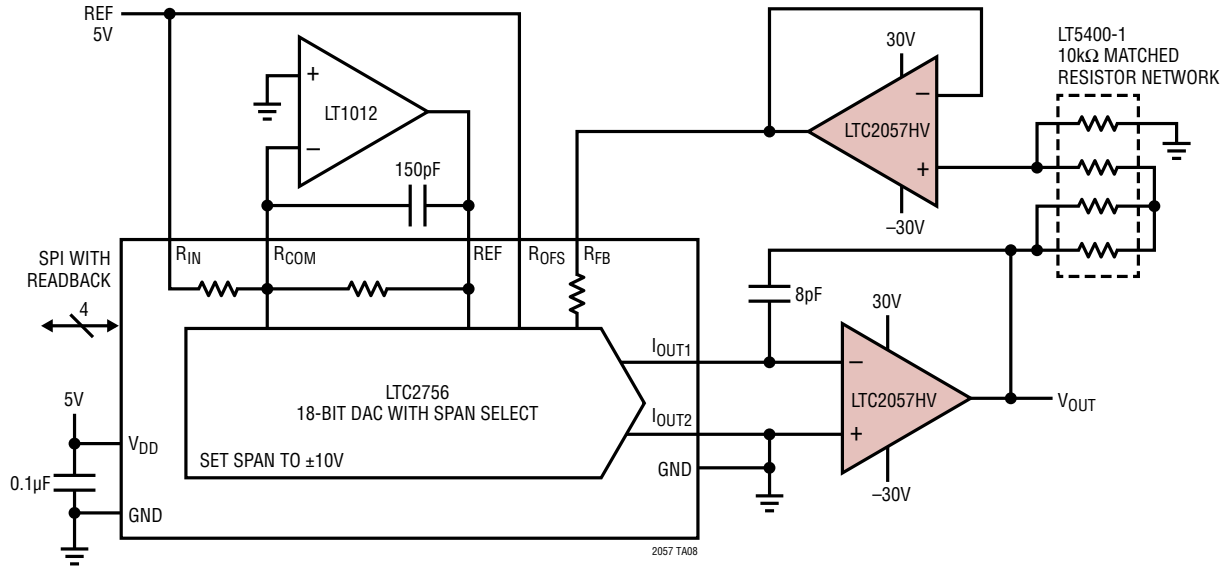 REF
5V
+
LT1012
–
150pF
30V
–
LTC2057HV
+
–30V
LT5400-1
10kΩ MATCHED
RESISTOR NETWORK
SPI WITH
READBACK
4
RIN
RCOM
REF
ROFS
RFB
8pF
30V
–
LTC2057HV
+
–30V
VOUT
IOUT1
IOUT2
GND
LTC2756
18-BIT DAC WITH SPAN SELECT
SET SPAN TO ±10V
5V
VDD
0.1µF
GND
2057 TA08